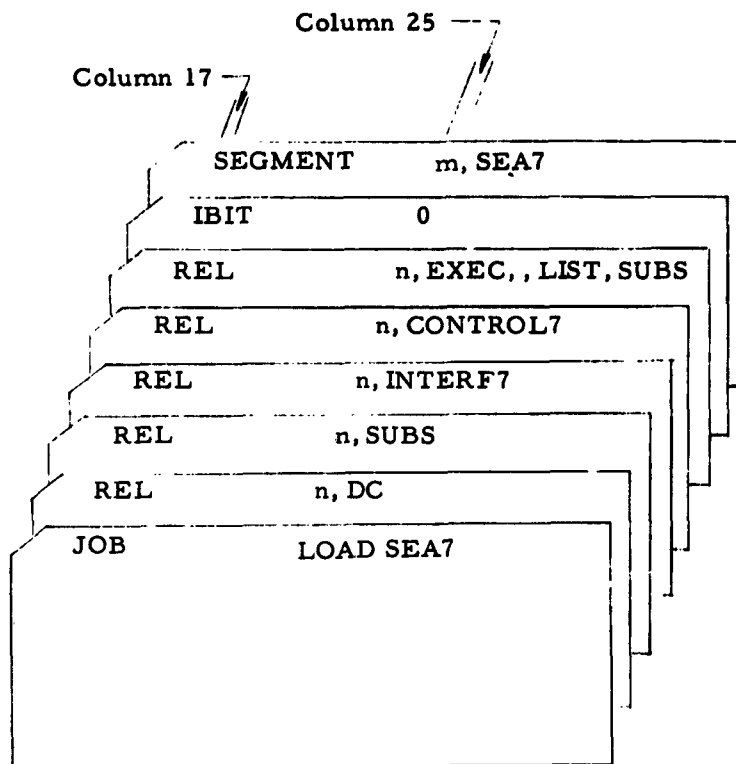 Column 25
Column 17
SEGMENT m, SEA7
IBIT 0
REL n, EXEC, , LIST, SUBS
REL n, CONTROL7
REL n, INTERF7
REL n, SUBS
REL n, DC
JOB LOAD SEA7